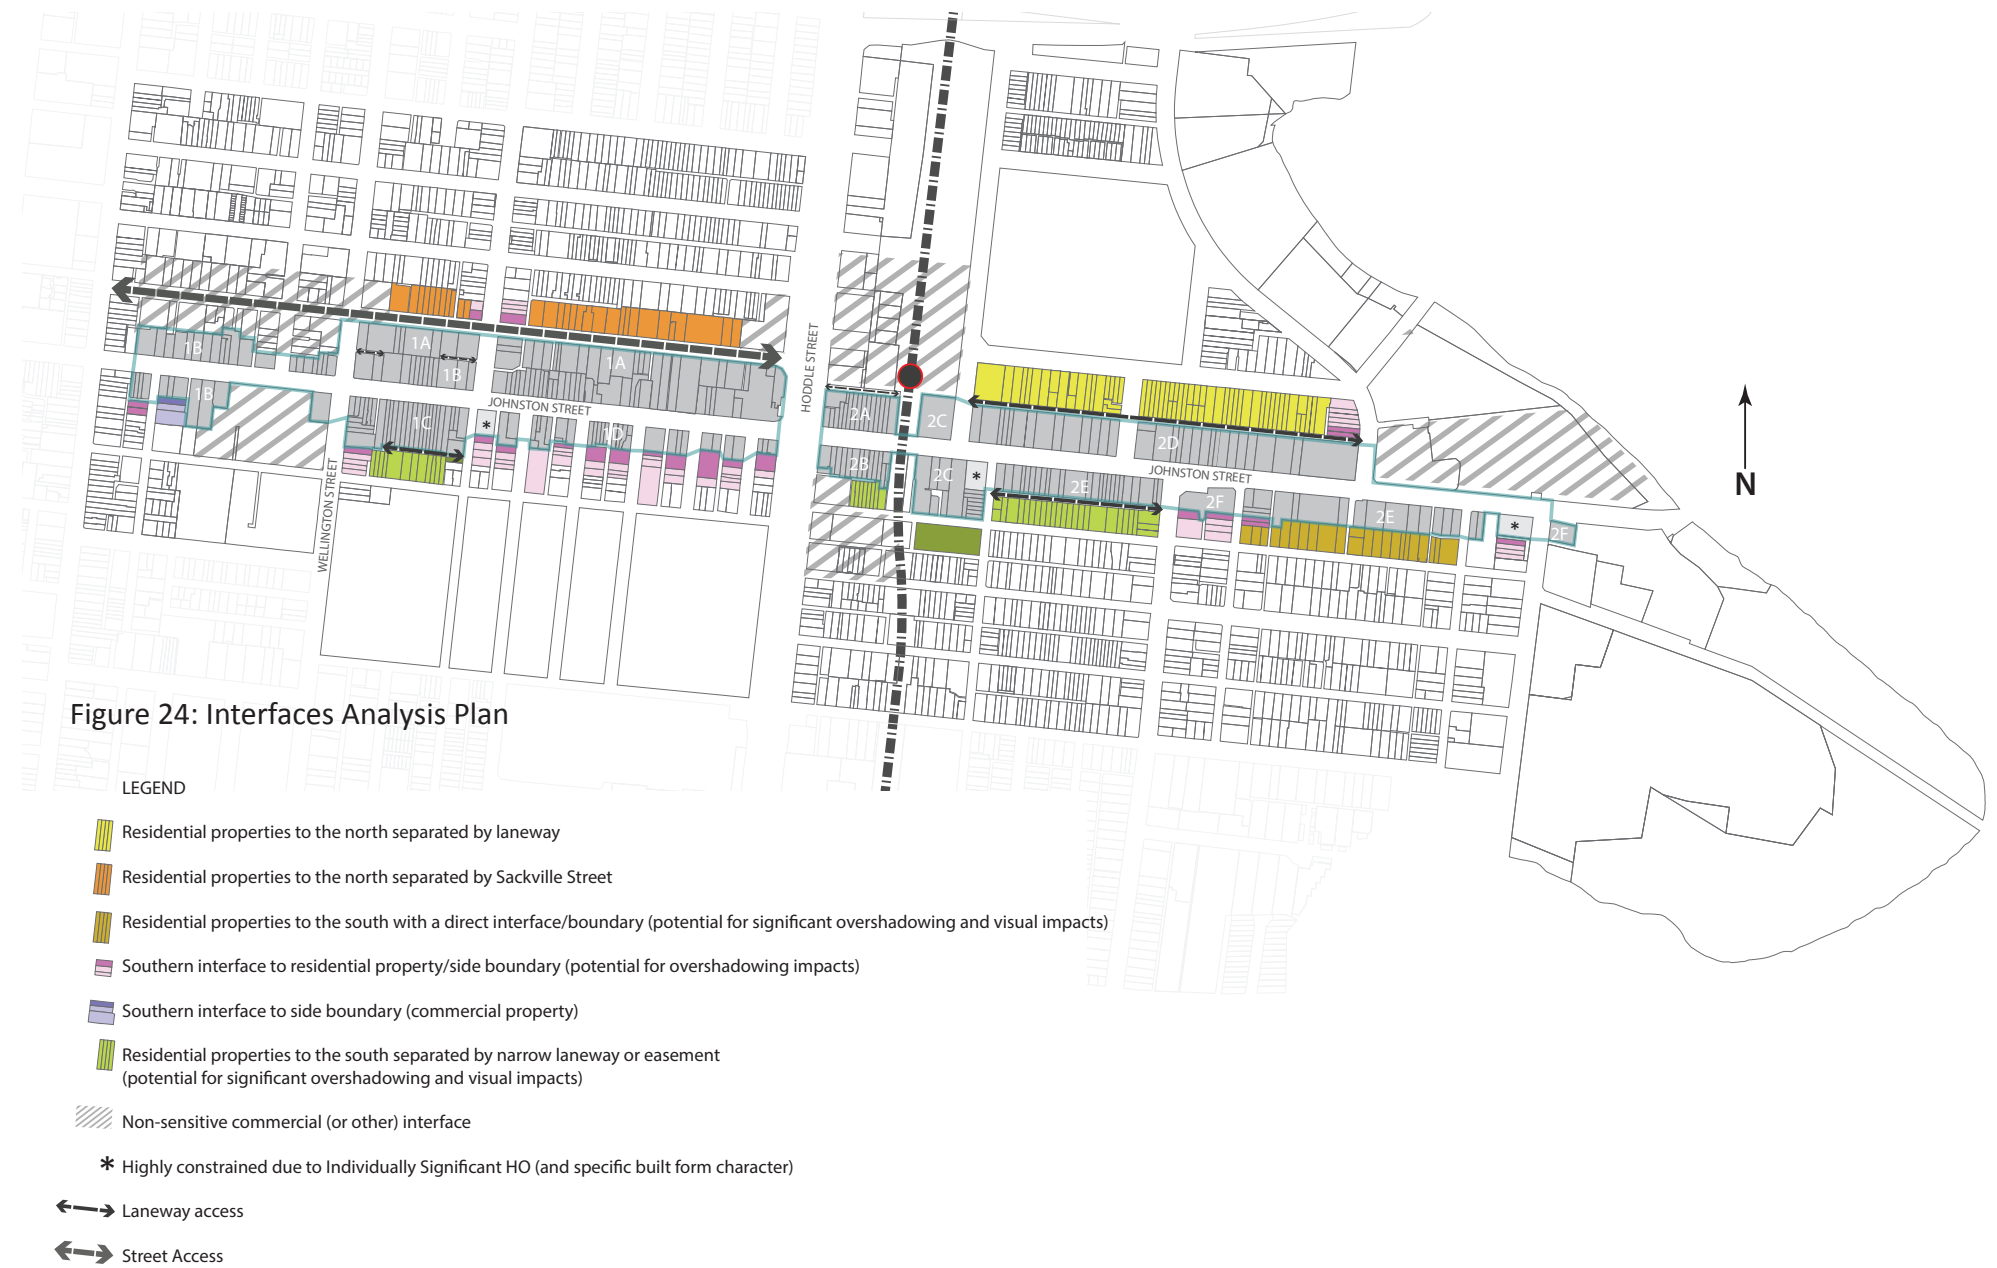 1B
1A
1A
1B
1B
1C
1D
JOHNSTON STREET
WELLINGTON STREET
HODDLE STREET
*
2A
2C
2D
2B
2C
*
2E
JOHNSTON STREET
2F
2E
*
2F
N
Figure 24: Interfaces Analysis Plan
LEGEND
Residential properties to the north separated by laneway
Residential properties to the north separated by Sackville Street
Residential properties to the south with a direct interface/boundary (potential for significant overshadowing and visual impacts)
Southern interface to residential property/side boundary (potential for overshadowing impacts)
Southern interface to side boundary (commercial property)
Residential properties to the south separated by narrow laneway or easement
(potential for significant overshadowing and visual impacts)
Non-sensitive commercial (or other) interface
* Highly constrained due to Individually Significant HO (and specific built form character)
Laneway access
Street Access